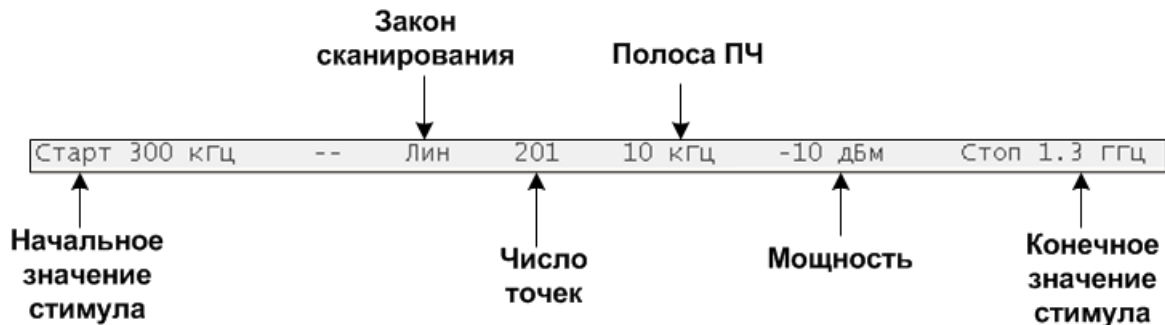 Закон
сканирования
Полоса ПЧ
Старт 300 кГц -- Лин 201 10 кГц -10 дБм Стоп 1.3 ГГц
Начальное
значение
стимула
Число
точек
Мощность
Конечное
значение
стимула